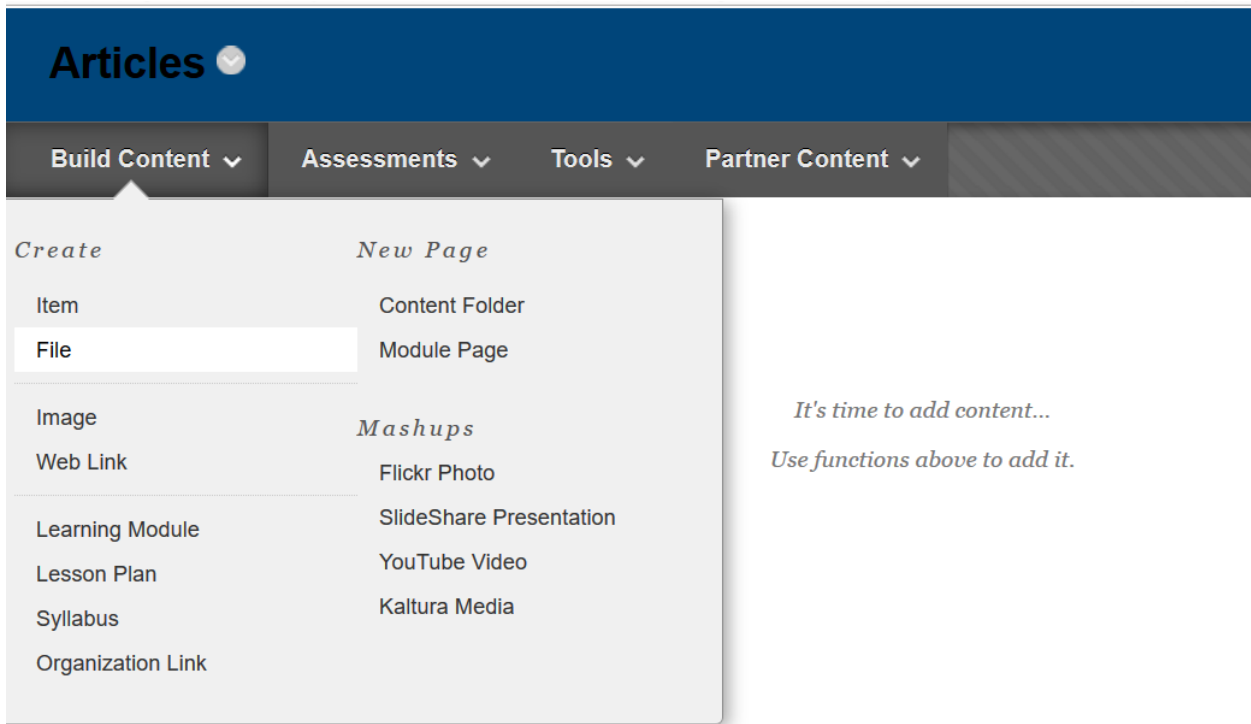 Articles
Build Content Assessments Tools Partner Content
Create
Item
File
Image
Web Link
Learning Module
Lesson Plan
Syllabus
Organization Link
New Page
Content Folder
Module Page
Mashups
Flickr Photo
SlideShare Presentation
YouTube Video
Kaltura Media
It's time to add content...
Use functions above to add it.